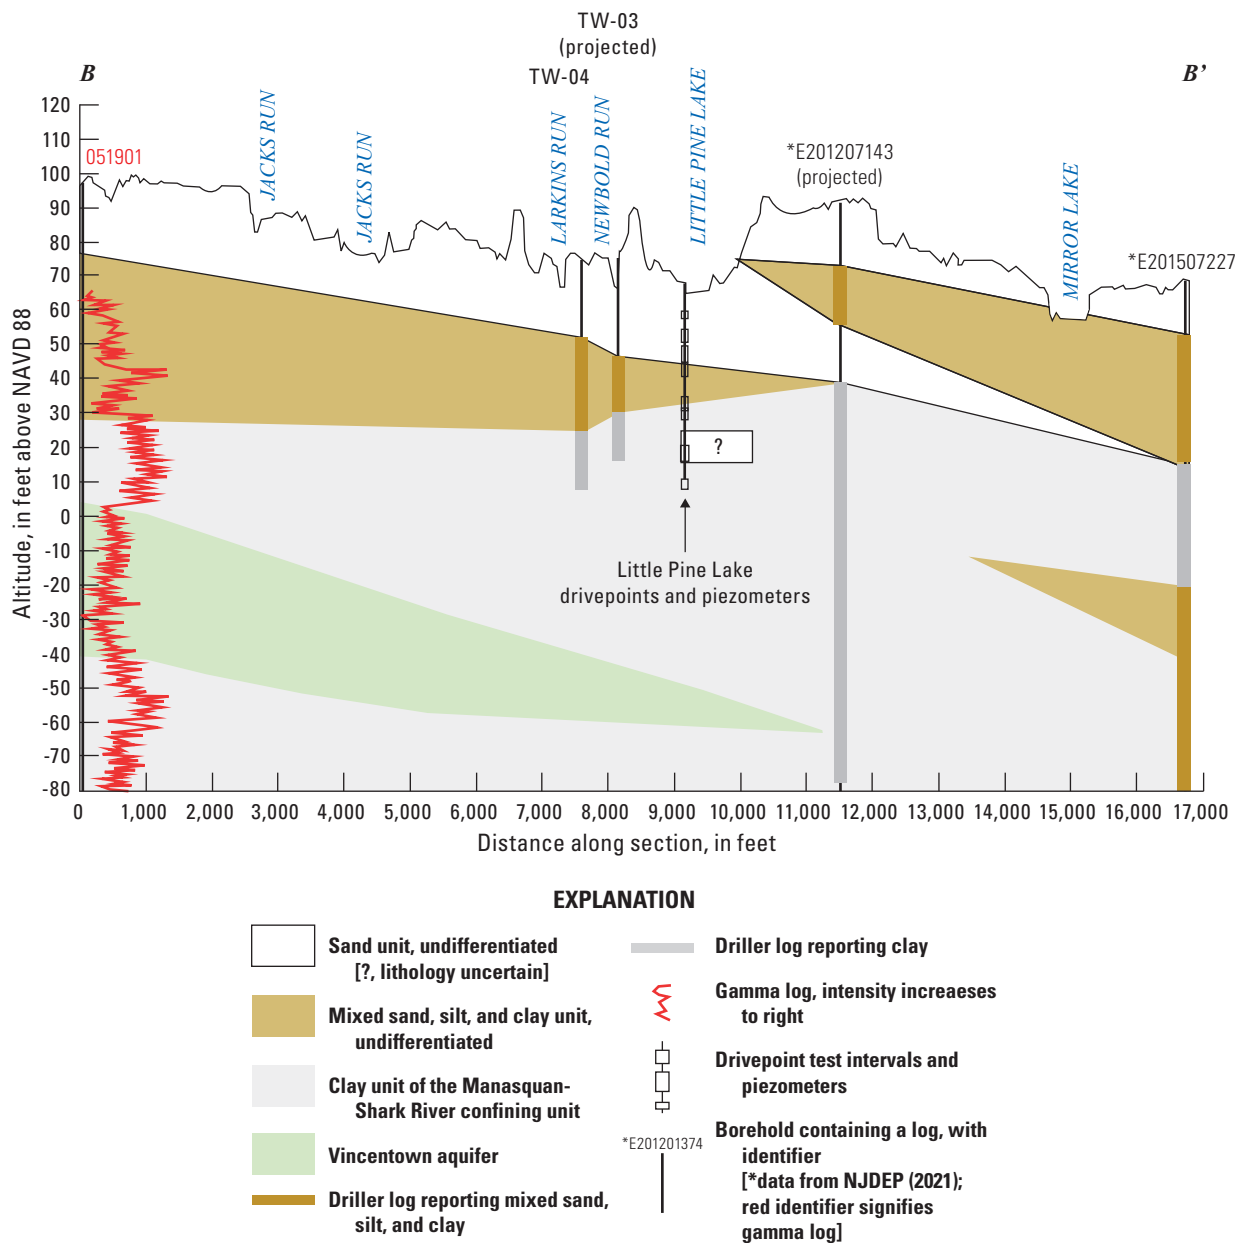 TW-03
(projected)
TW-04
B
B’
JACKS RUN
JACKS RUN
LARKINS RUN
NEWBOLD RUN
LITTLE PINE LAKE
MIRROR LAKE
051901
*E201207143
(projected)
*E201507227
Altitude, in feet above NAVD 88
120
110
100
90
80
70
60
50
40
30
20
10
0
-10
-20
-30
-40
-50
-60
-70
-80
?
Little Pine Lake
drivepoints and piezometers
0 1,000 2,000 3,000 4,000 5,000 6,000 7,000 8,000 9,000 10,000 11,000 12,000 13,000 14,000 15,000 16,000 17,000
Distance along section, in feet
EXPLANATION
Sand unit, undifferentiated
[?, lithology uncertain]
Mixed sand, silt, and clay unit,
undifferentiated
Clay unit of the Manasquan-
Shark River confining unit
Vincentown aquifer
Driller log reporting mixed sand,
silt, and clay
Driller log reporting clay
Gamma log, intensity increaeses
to right
Drivepoint test intervals and
piezometers
*E201201374
Borehold containing a log, with
identifier
[*data from NJDEP (2021);
red identifier signifies
gamma log]